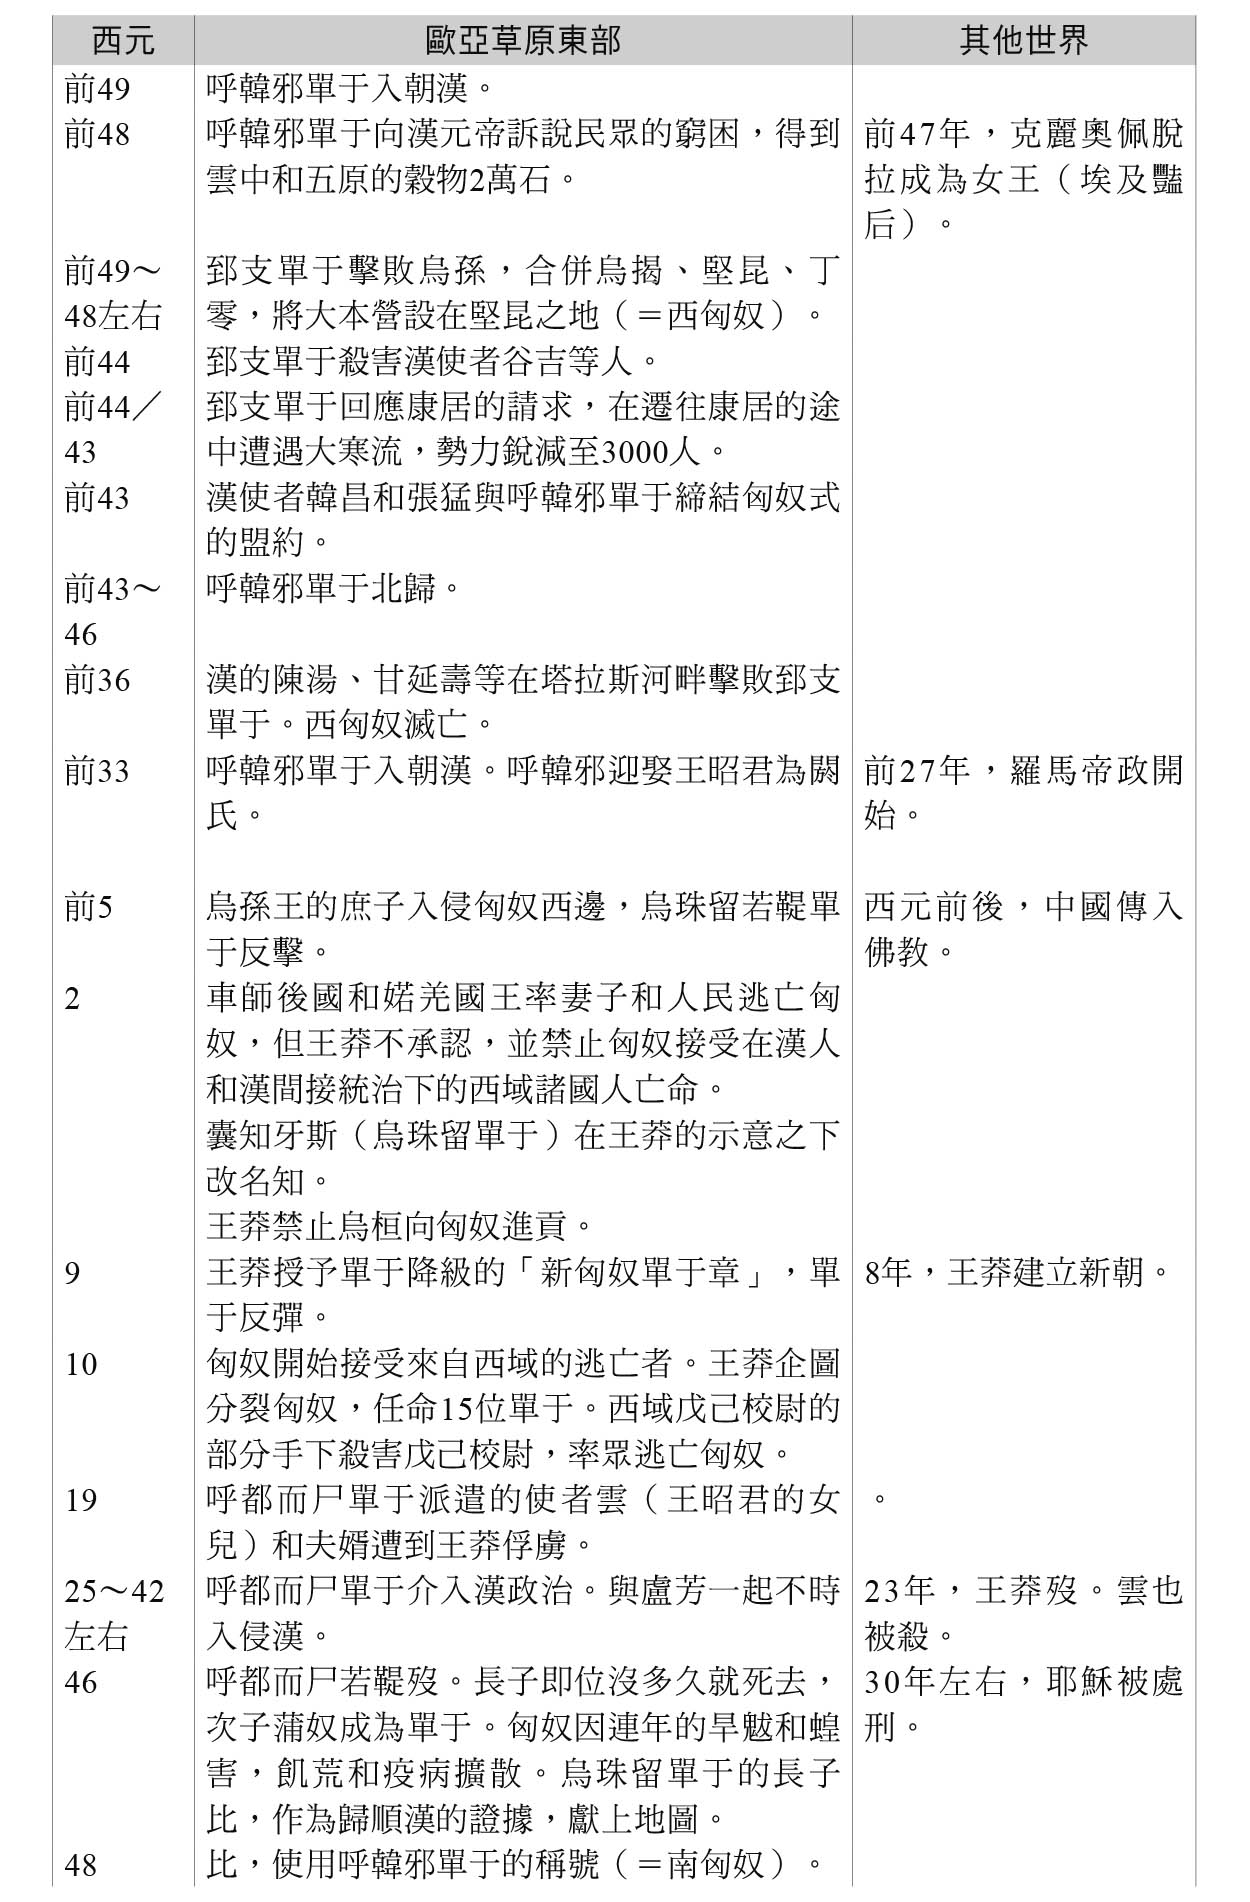 西元 歐亞草原東部 其他世界
前49 呼韓邪單于入朝漢。
前48 呼韓邪單于向漢元帝訴說民眾的窮困，得到 前47年，克麗奧佩脫
雲中和五原的穀物2萬石。 拉成為女王（埃及豔
后）。
前49～ 郅支單于擊敗烏孫，合併烏揭、堅昆、丁
48左右 零，將大本營設在堅昆之地（＝西匈奴）。
前44 郅支單于殺害漢使者谷吉等人。
前44／ 郅支單于回應康居的請求，在遷往康居的途
43 中遭遇大寒流，勢力銳減至3000人。
前43 漢使者韓昌和張猛與呼韓邪單于締結匈奴式
的盟約。
前43～ 呼韓邪單于北歸。
46
前36 漢的陳湯、甘延壽等在塔拉斯河畔擊敗郅支
單于。西匈奴滅亡。
前33 呼韓邪單于入朝漢。呼韓邪迎娶王昭君為閼 前27年，羅馬帝政開
氏。 始。
前5 烏孫王的庶子入侵匈奴西邊，烏珠留若鞮單 西元前後，中國傳入
于反擊。 佛教。
2 車師後國和婼羌國王率妻子和人民逃亡匈
奴，但王莽不承認，並禁止匈奴接受在漢人
和漢間接統治下的西域諸國人亡命。
囊知牙斯（烏珠留單于）在王莽的示意之下
改名知。
王莽禁止烏桓向匈奴進貢。
9 王莽授予單于降級的「新匈奴單于章」，單 8年，王莽建立新朝。
于反彈。
10 匈奴開始接受來自西域的逃亡者。王莽企圖
分裂匈奴，任命15位單于。西域戊己校尉的
部分手下殺害戊己校尉，率眾逃亡匈奴。
19 呼都而尸單于派遣的使者雲（王昭君的女 。
兒）和夫婿遭到王莽俘虜。
25～42 呼都而尸單于介入漢政治。與盧芳一起不時 23年，王莽歿。雲也
左右 入侵漢。 被殺。
46 呼都而尸若鞮歿。長子即位沒多久就死去， 30年左右，耶穌被處
次子蒲奴成為單于。匈奴因連年的旱魃和蝗 刑。
害，飢荒和疫病擴散。烏珠留單于的長子
比，作為歸順漢的證據，獻上地圖。
48 比，使用呼韓邪單于的稱號（＝南匈奴）。